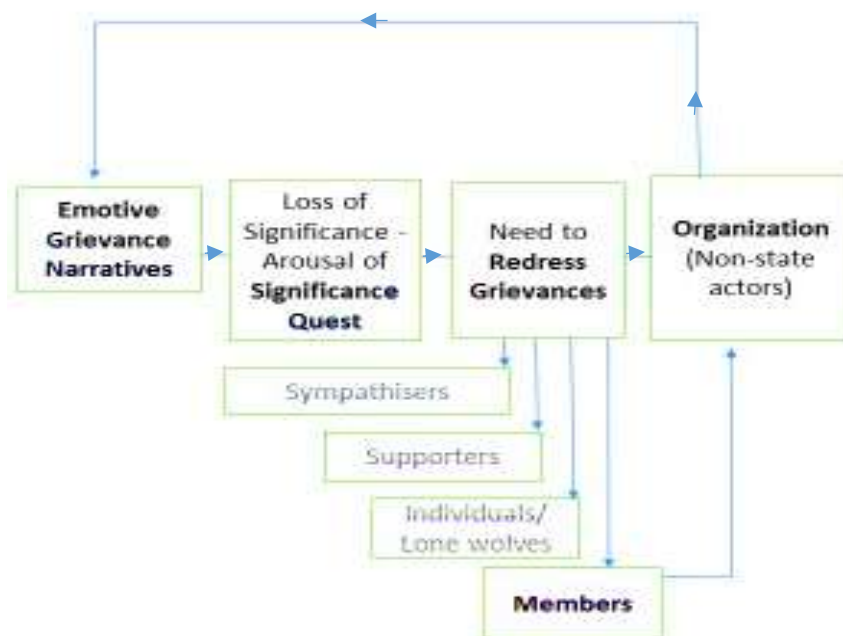 Emotive
Grievance
Narratives
Loss of
Significance -
Arousal of
Significance
Quest
Need to
Redress
Grievances
Organization
(Non-state
actors)
Sympathisers
Supporters
Individuals/
Lone wolves
Members